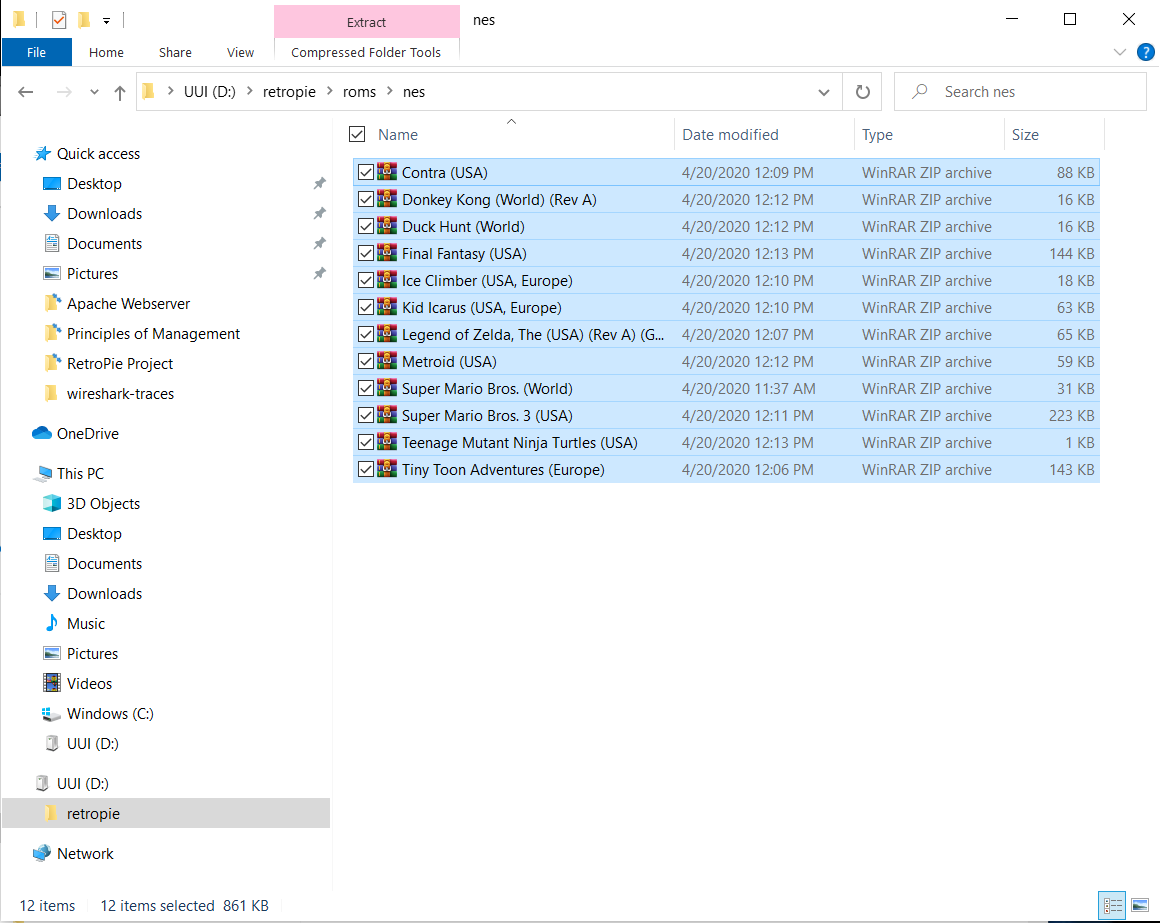 Extract
nes
File Home Share View Compressed Folder Tools
UUI (D:) retropie roms nes
Search nes
Name Date modified Type Size
Quick access
Desktop
Downloads
Documents
Pictures
Apache Webserver
Principles of Management
RetroPie Project
wireshark-traces
OneDrive
This PC
3D Objects
Desktop
Documents
Downloads
Music
Pictures
Videos
Windows (C:)
UUI (D:)
UUI (D:)
retropie
Network
Contra (USA) 4/20/2020 12:09 PM WinRAR ZIP archive 88 KB
Donkey Kong (World) (Rev A) 4/20/2020 12:12 PM WinRAR ZIP archive 16 KB
Duck Hunt (World) 4/20/2020 12:12 PM WinRAR ZIP archive 16 KB
Final Fantasy (USA) 4/20/2020 12:13 PM WinRAR ZIP archive 144 KB
Ice Climber (USA, Europe) 4/20/2020 12:10 PM WinRAR ZIP archive 18 KB
Kid Icarus (USA, Europe) 4/20/2020 12:10 PM WinRAR ZIP archive 63 KB
Legend of Zelda, The (USA) (Rev A) (G... 4/20/2020 12:07 PM WinRAR ZIP archive 65 KB
Metroid (USA) 4/20/2020 12:12 PM WinRAR ZIP archive 59 KB
Super Mario Bros. (World) 4/20/2020 11:37 AM WinRAR ZIP archive 31 KB
Super Mario Bros. 3 (USA) 4/20/2020 12:11 PM WinRAR ZIP archive 223 KB
Teenage Mutant Ninja Turtles (USA) 4/20/2020 12:13 PM WinRAR ZIP archive 1 KB
Tiny Toon Adventures (Europe) 4/20/2020 12:06 PM WinRAR ZIP archive 143 KB
12 items 12 items selected 861 KB